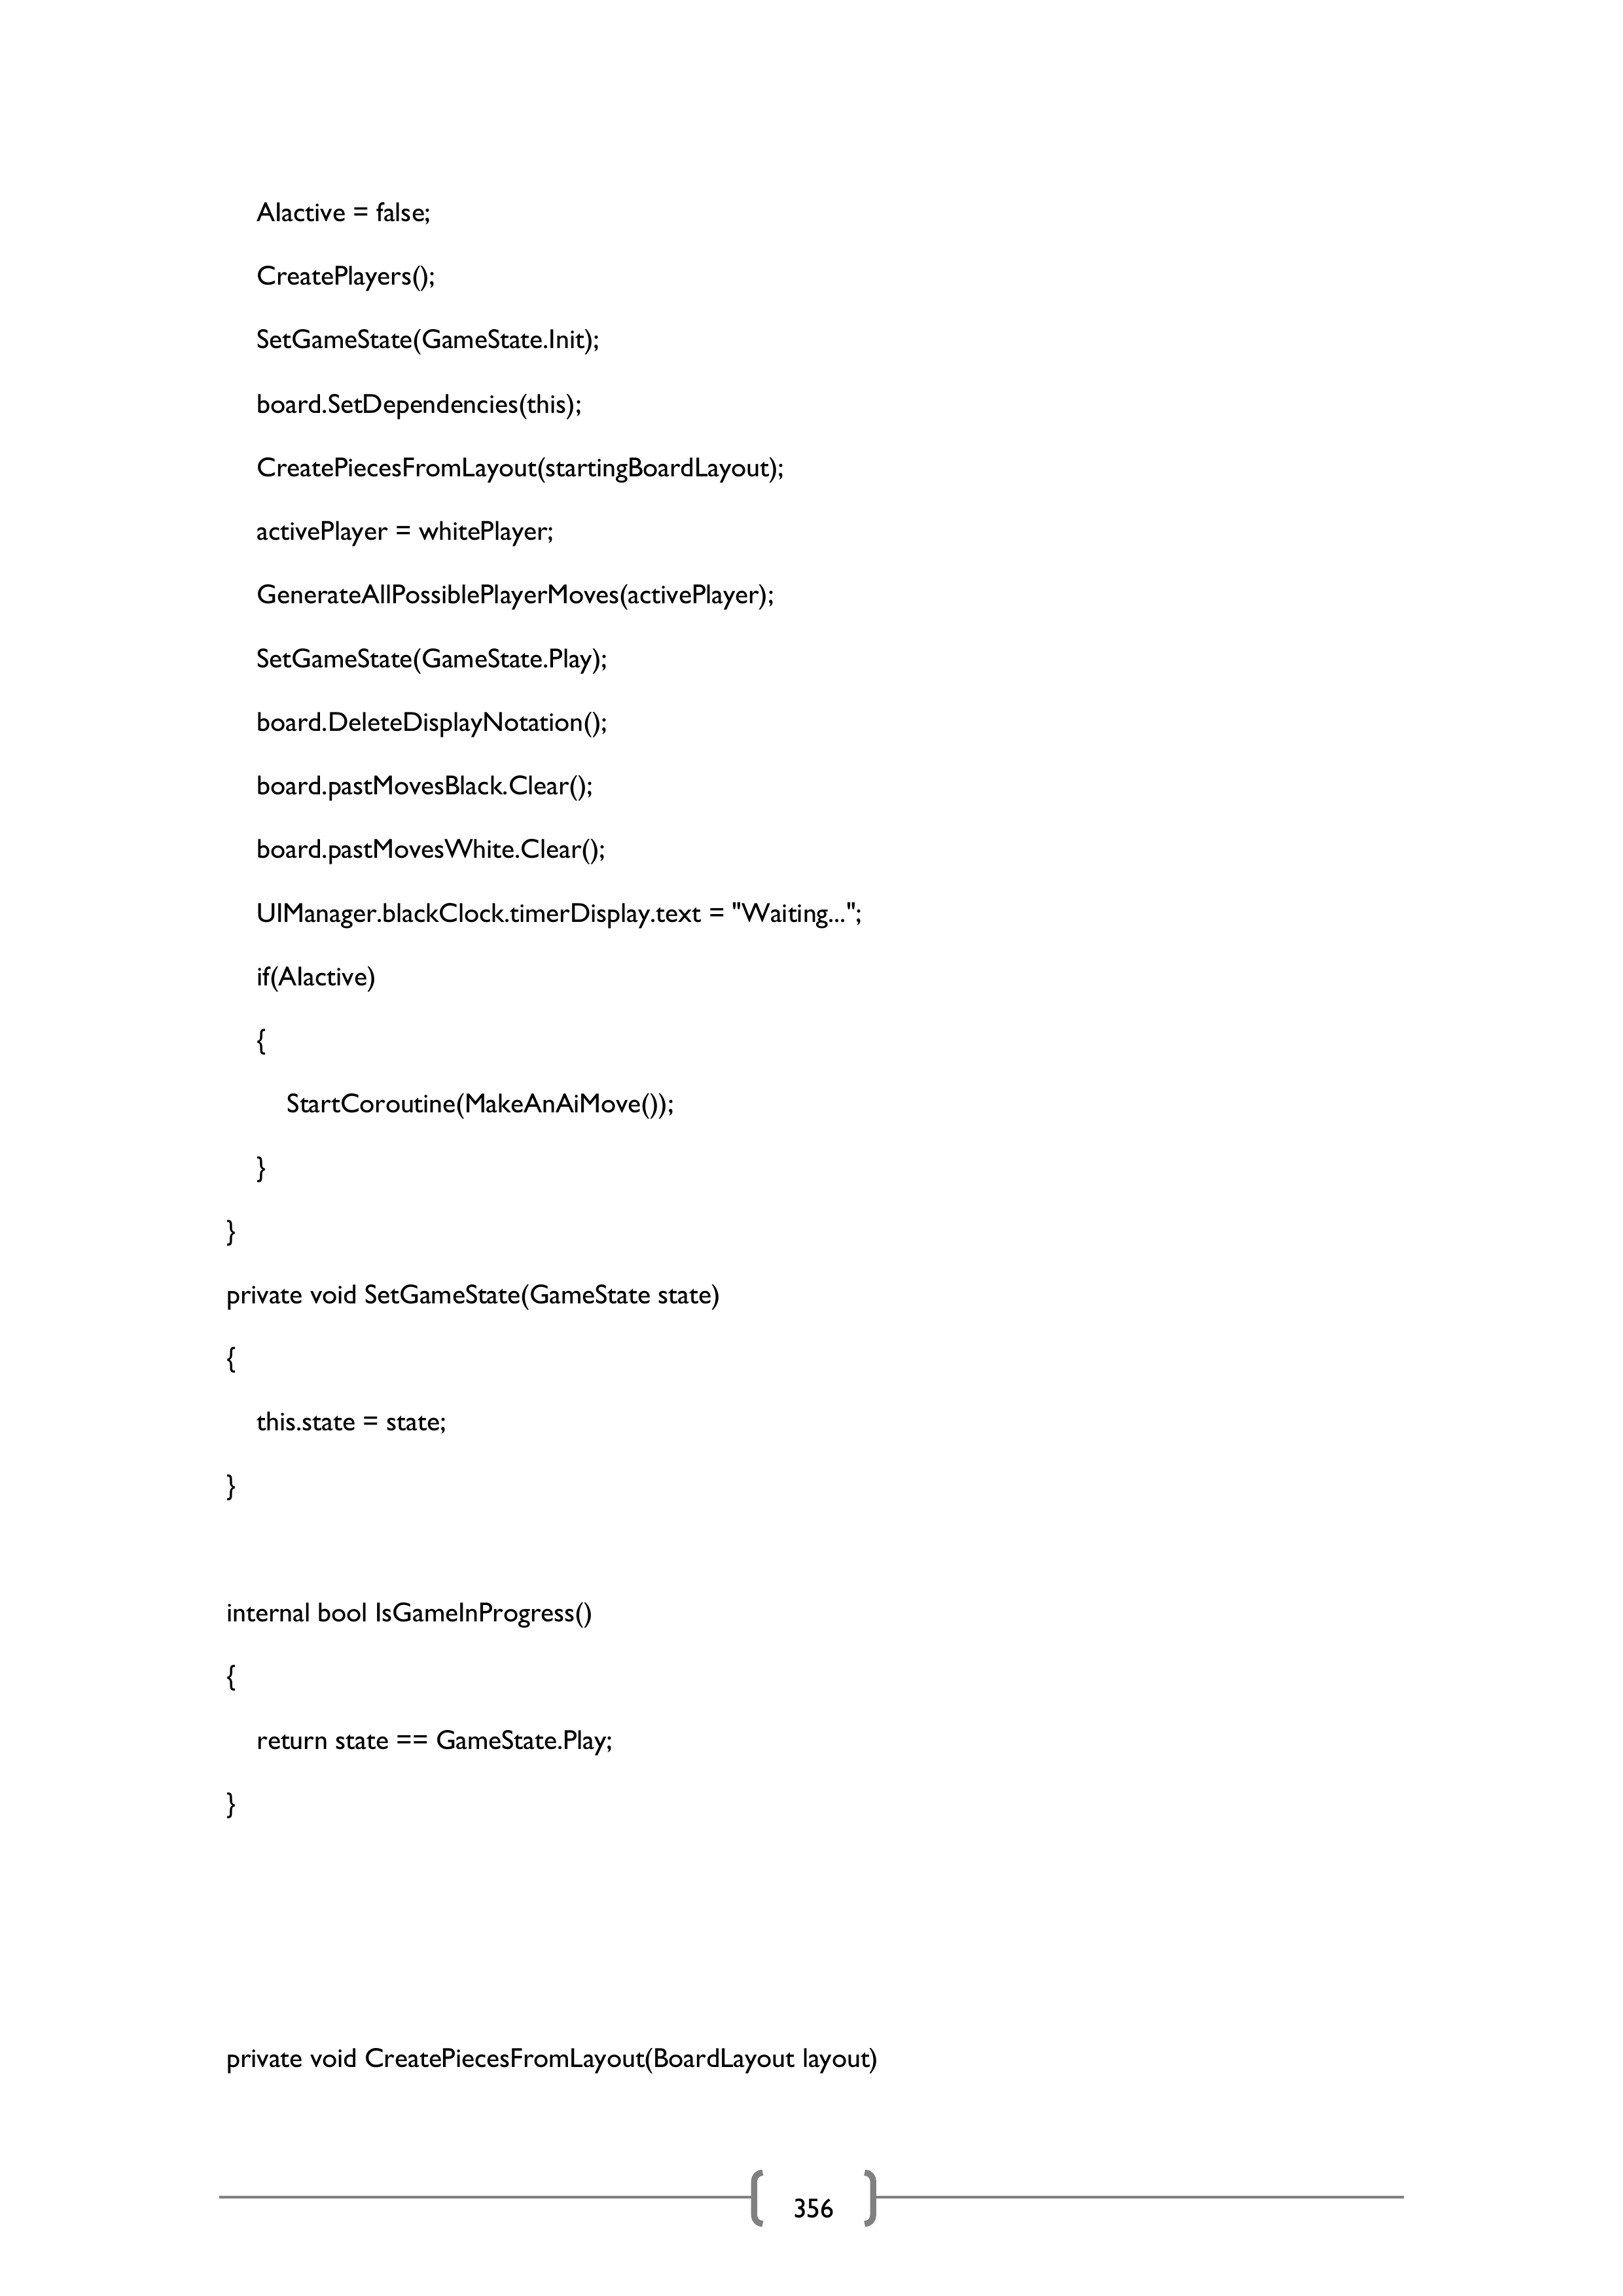 AIactive = false;
CreatePlayers();
SetGameState(GameState.Init);
board.SetDependencies(this);
CreatePiecesFromLayout(startingBoardLayout);
activePlayer = whitePlayer;
GenerateAllPossiblePlayerMoves(activePlayer);
SetGameState(GameState.Play);
board.DeleteDisplayNotation();
board.pastMovesBlack.Clear();
board.pastMovesWhite.Clear();
UIManager.blackClock.timerDisplay.text = "Waiting...";
if(AIactive)
{
StartCoroutine(MakeAnAiMove());
}
}
private void SetGameState(GameState state)
{
this.state = state;
}
internal bool IsGameInProgress()
{
return state == GameState.Play;
}
private void CreatePiecesFromLayout(BoardLayout layout)
356